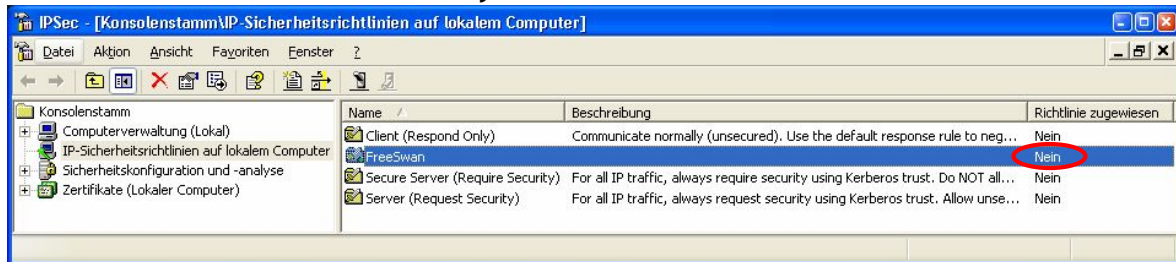 IPSec - [Konsolenstamm\IP-Sicherheitsrichtlinien auf lokalem Computer]
Datei Aktion Ansicht Favoriten Fenster ?
Konsolenstamm
Computerverwaltung (Lokal)
IP-Sicherheitsrichtlinien auf lokalem Computer
Sicherheitskonfiguration und -analyse
Zertifikate (Lokaler Computer)
Name Beschreibung Richtlinie zugewiesen
Client (Respond Only) Communicate normally (unsecured). Use the default response rule to neg... Nein
FreeSwan Nein
Secure Server (Require Security) For all IP traffic, always require security using Kerberos trust. Do NOT all... Nein
Server (Request Security) For all IP traffic, always request security using Kerberos trust. Allow unse... Nein